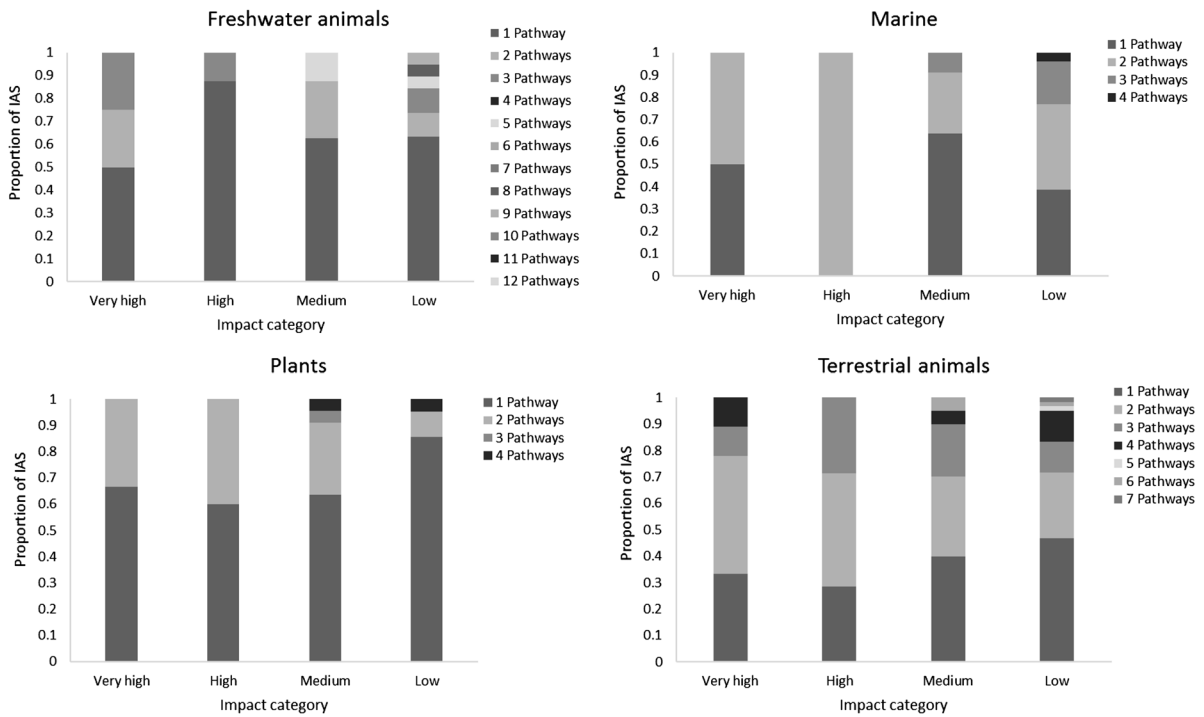 Freshwater animals
Proportion of IAS
1
0.9
0.8
0.7
0.6
0.5
0.4
0.3
0.2
0.1
0
Very high High Medium Low
Impact category
1 Pathway
2 Pathways
3 Pathways
4 Pathways
5 Pathways
6 Pathways
7 Pathways
8 Pathways
9 Pathways
10 Pathways
11 Pathways
12 Pathways
Marine
Proportion of IAS
1
0.9
0.8
0.7
0.6
0.5
0.4
0.3
0.2
0.1
0
Very high High Medium Low
Impact category
1 Pathway
2 Pathways
3 Pathways
4 Pathways
Plants
Proportion of IAS
1
0.9
0.8
0.7
0.6
0.5
0.4
0.3
0.2
0.1
0
Very high High Medium Low
Impact category
1 Pathway
2 Pathways
3 Pathways
4 Pathways
Terrestrial animals
Proportion of IAS
1
0.9
0.8
0.7
0.6
0.5
0.4
0.3
0.2
0.1
0
Very high High Medium Low
Impact category
1 Pathway
2 Pathways
3 Pathways
4 Pathways
5 Pathways
6 Pathways
7 Pathways